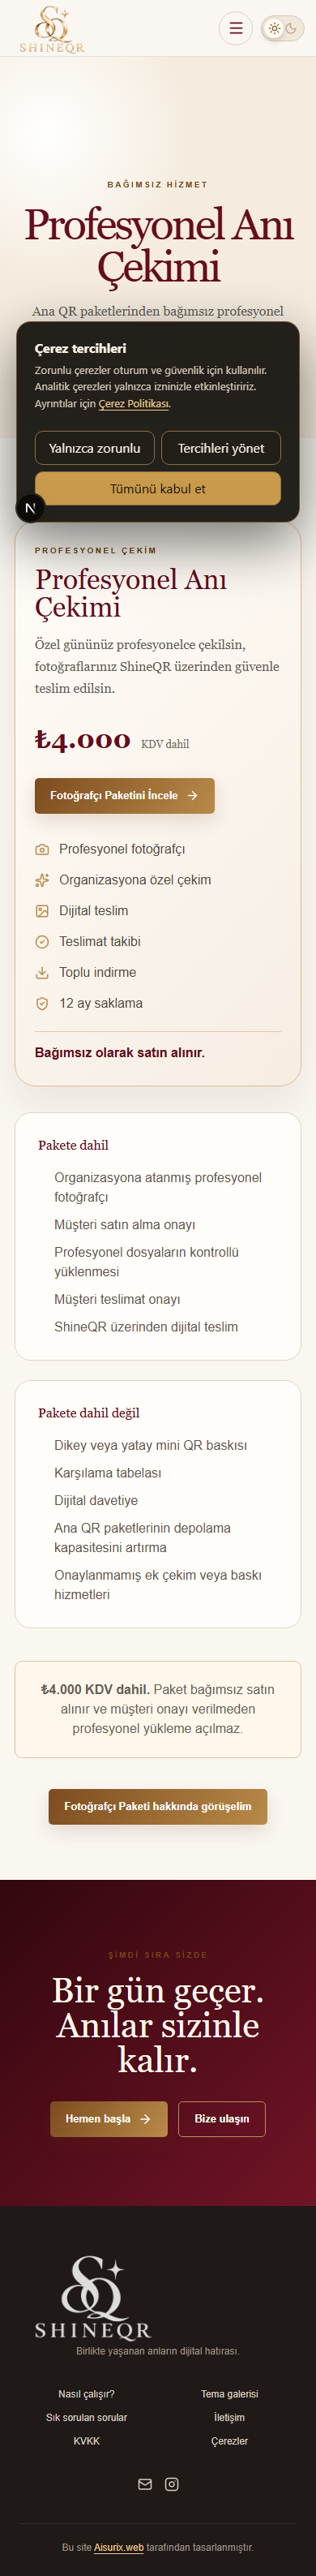 SHINEQR
BAĞIMSIZ HİZMET
Profesyonel Anı
Çekimi
Ana QR paketlerinden bağımsız profesyonel
Çerez tercihleri
Zorunlu çerezler oturum ve güvenlik için kullanılır.
Analitik çerezleri yalnızca izninizle etkinleştiririz.
Ayrıntılar için Çerez Politikası.
Yalnızca zorunlu
Tercihleri yönet
Tümünü kabul et
N
PROFESYONEL ÇEKİM
Profesyonel Anı
Çekimi
Özel gününüz profesyonelce çekilsin,
fotoğraflarınız ShineQR üzerinden güvenle
teslim edilsin.
₺4.000 KDV dahil
Fotoğrafçı Paketini İncele
Profesyonel fotoğrafçı
Organizasyona özel çekim
Dijital teslim
Teslimat takibi
Toplu indirme
12 ay saklama
Bağımsız olarak satın alınır.
Pakete dahil
Organizasyona atanmış profesyonel
fotoğrafçı
Müşteri satın alma onayı
Profesyonel dosyaların kontrollü
yüklenmesi
Müşteri teslimat onayı
ShineQR üzerinden dijital teslim
Pakete dahil değil
Dikey veya yatay mini QR baskısı
Karşılama tabelası
Dijital davetiye
Ana QR paketlerinin depolama
kapasitesini artırma
Onaylanmamış ek çekim veya baskı
hizmetleri
₺4.000 KDV dahil. Paket bağımsız satın
alınır ve müşteri onayı verilmeden
profesyonel yükleme açılmaz.
Fotoğrafçı Paketi hakkında görüşelim
ŞİMDİ SIRA SİZDE
Bir gün geçer.
Anılar sizinle
kalır.
Hemen başla
Bize ulaşın
SHINEQR
Birlikte yaşanan anların dijital hatırası.
Nasıl çalışır?
Tema galerisi
Sık sorulan sorular
İletişim
KVKK
Çerezler
Bu site Aisurix.web tarafından tasarlanmıştır.